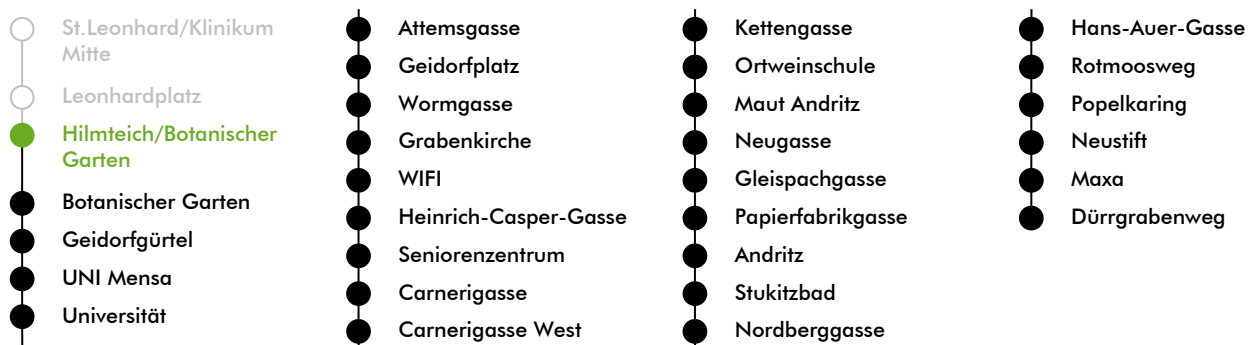 St.Leonhard/Klinikum
Mitte
Leonhardplatz
Hilmteich/Botanischer
Garten
Botanischer Garten
Geidorfgürtel
UNI Mensa
Universität
Attemsgasse
Geidorfplatz
Wormgasse
Grabenkirche
WIFI
Heinrich-Casper-Gasse
Seniorenzentrum
Carnerigasse
Carnerigasse West
Kettengasse
Ortweinschule
Maut Andritz
Neugasse
Gleispachgasse
Papierfabrikgasse
Andritz
Stukitzbad
Nordberggasse
Hans-Auer-Gasse
Rotmoosweg
Popelkaring
Neustift
Maxa
Dürrgrabenweg